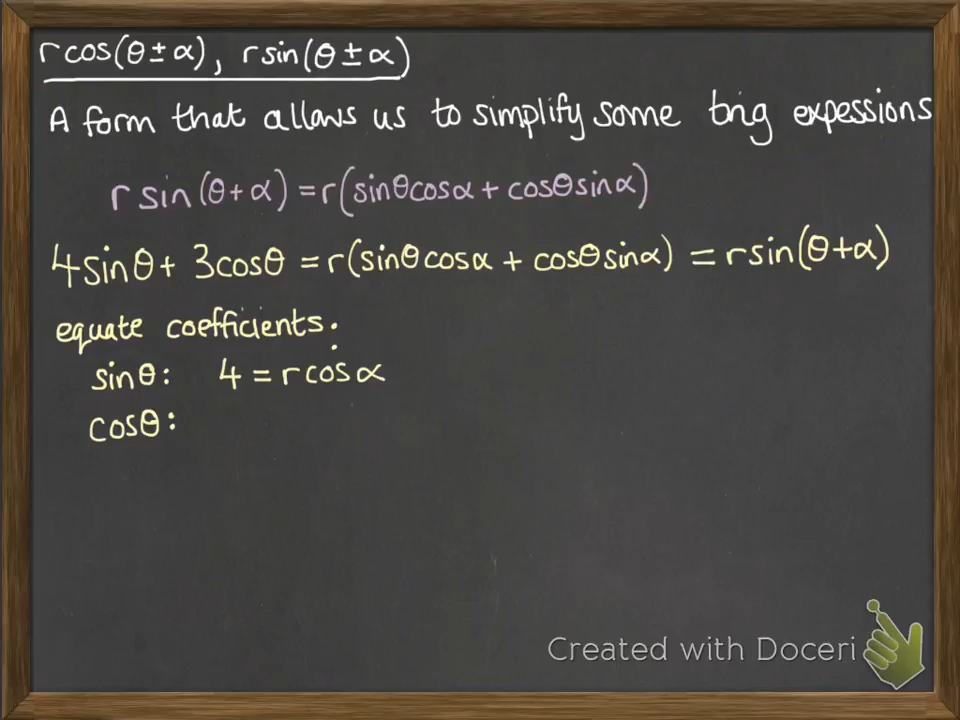 rcos(θ±α), rsin(θ±α)
A form that allows us to simplify some trig expessions
r sin(θ+α) = r(sinθcosα + cosθsinα)
4sinθ + 3cosθ = r(sinθcosα + cosθsinα) = rsin(θ+α)
equate coefficients:
sinθ: 4 = rcosα
cosθ:
Created with Doceri